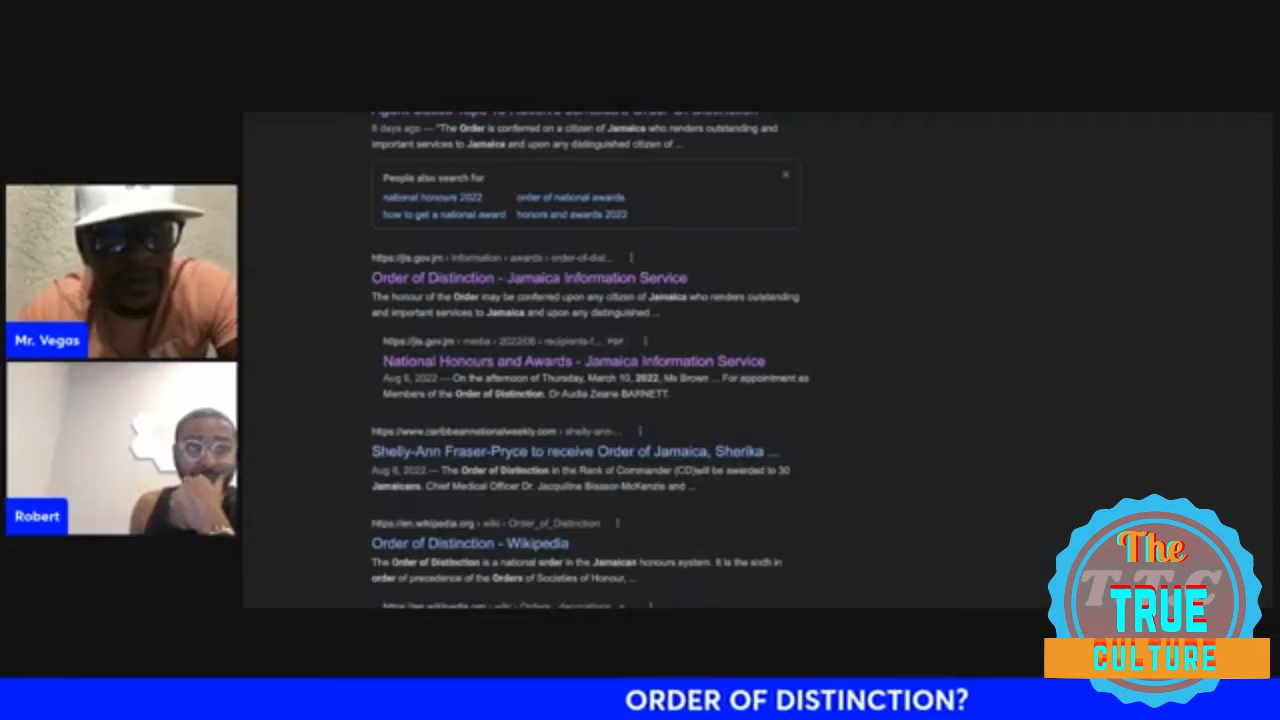 8 days ago — "The Order is conferred on a citizen of Jamaica who renders outstanding and
important services to Jamaica and upon any distinguished citizen of ...
People also search for
×
national honours 2022
order of national awards
how to get a national award
honors and awards 2022
https://jis.gov.jm › information › awards › order-of-dist...
Order of Distinction - Jamaica Information Service
The honour of the Order may be conferred upon any citizen of Jamaica who renders outstanding
and important services to Jamaica and upon any distinguished ...
https://jis.gov.jm › media › 2022/08 › recipients-f... PDF
National Honours and Awards - Jamaica Information Service
Aug 6, 2022 — On the afternoon of Thursday, March 10, 2022, Ms Brown ... For appointment as
Members of the Order of Distinction. Dr Audia Zeane BARNETT.
https://www.caribbeannationalweekly.com › shelly-ann-...
Shelly-Ann Fraser-Pryce to receive Order of Jamaica, Sherika ...
Aug 6, 2022 — The Order of Distinction in the Rank of Commander (CD)will be awarded to 30
Jamaicans. Chief Medical Officer Dr. Jacquiline Bisasor-McKenzie and ...
https://en.wikipedia.org › wiki › Order_of_Distinction
Order of Distinction - Wikipedia
The Order of Distinction is a national order in the Jamaican honours system. It is the sixth in
order of precedence of the Orders of Societies of Honour, ...
Mr. Vegas
Robert
The
T.T.C
TRUE
CULTURE
ORDER OF DISTINCTION?